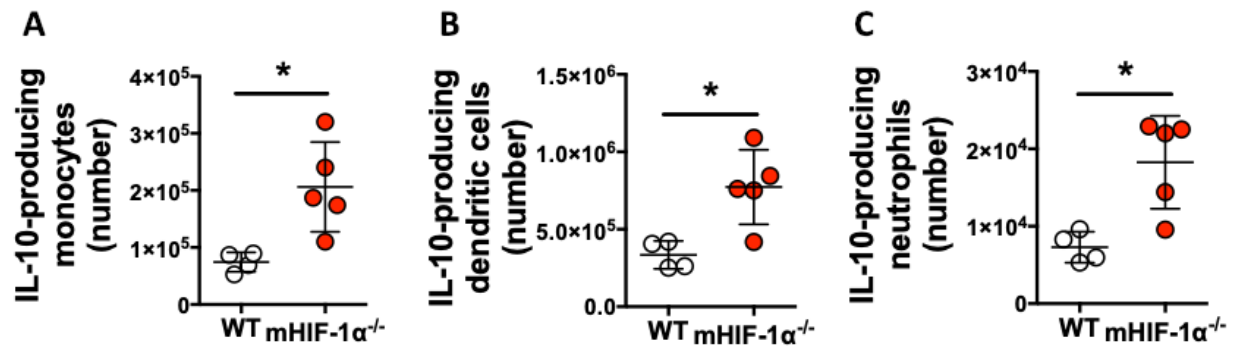 A
IL-10-producing
monocytes
(number)
4×10⁵
3×10⁵
2×10⁵
1×10⁵
0
*
WT mHIF-1α⁻/⁻
B
IL-10-producing
dendritic cells
(number)
1.5×10⁶
1.0×10⁶
5.0×10⁵
0.0
*
WT mHIF-1α⁻/⁻
C
IL-10-producing
neutrophils
(number)
3×10⁴
2×10⁴
1×10⁴
0
*
WT mHIF-1α⁻/⁻